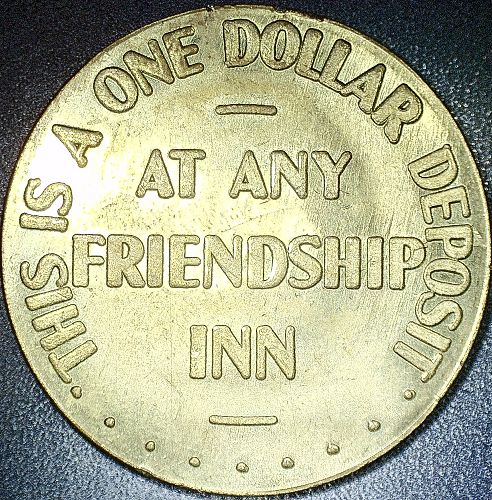 THIS IS A ONE DOLLAR DEPOSIT
AT ANY
FRIENDSHIP
INN